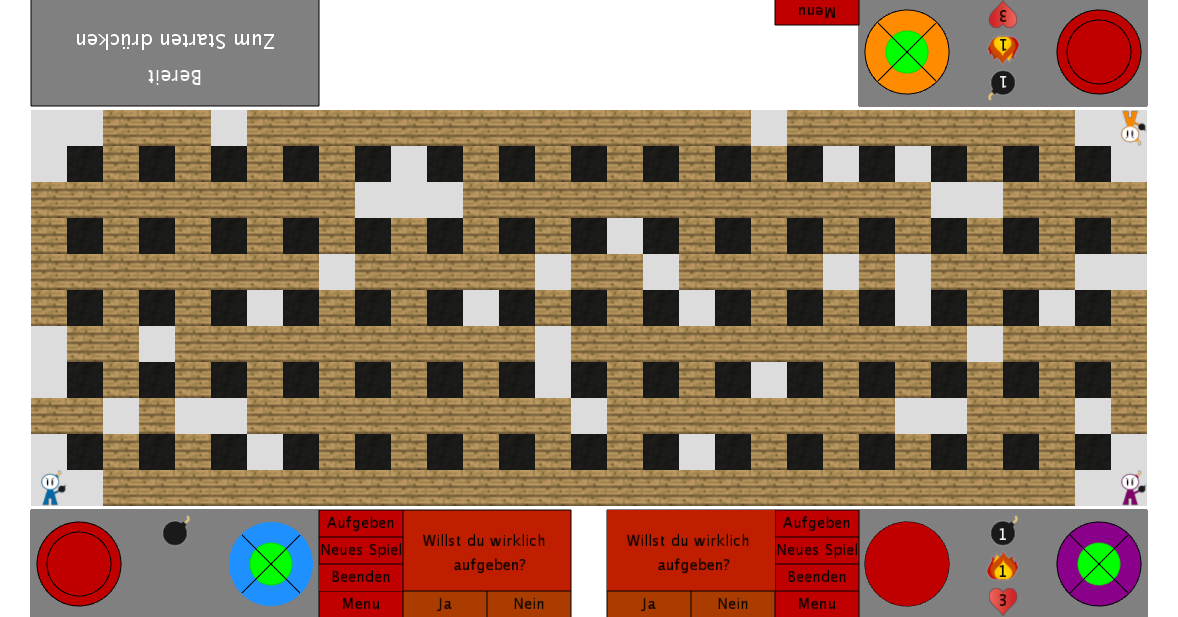 Zum Starten drücken
Bereit
Menu
3
1
1
Aufgeben
Neues Spiel
Beenden
Menu
Willst du wirklich
aufgeben?
Ja
Nein
Willst du wirklich
aufgeben?
Ja
Nein
Aufgeben
Neues Spiel
Beenden
Menu
1
1
3